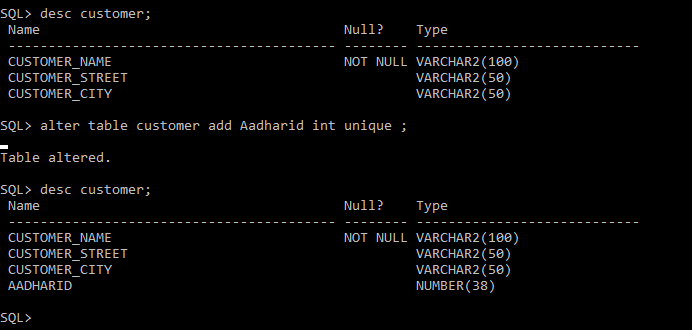 SQL> desc customer;
 Name                                      Null?    Type
 ----------------------------------------- -------- ----------------------------
 CUSTOMER_NAME                             NOT NULL VARCHAR2(100)
 CUSTOMER_STREET                                    VARCHAR2(50)
 CUSTOMER_CITY                                      VARCHAR2(50)
SQL> alter table customer add Aadharid int unique ;
Table altered.
SQL> desc customer;
 Name                                      Null?    Type
 ----------------------------------------- -------- ----------------------------
 CUSTOMER_NAME                             NOT NULL VARCHAR2(100)
 CUSTOMER_STREET                                    VARCHAR2(50)
 CUSTOMER_CITY                                      VARCHAR2(50)
 AADHARID                                           NUMBER(38)
SQL>